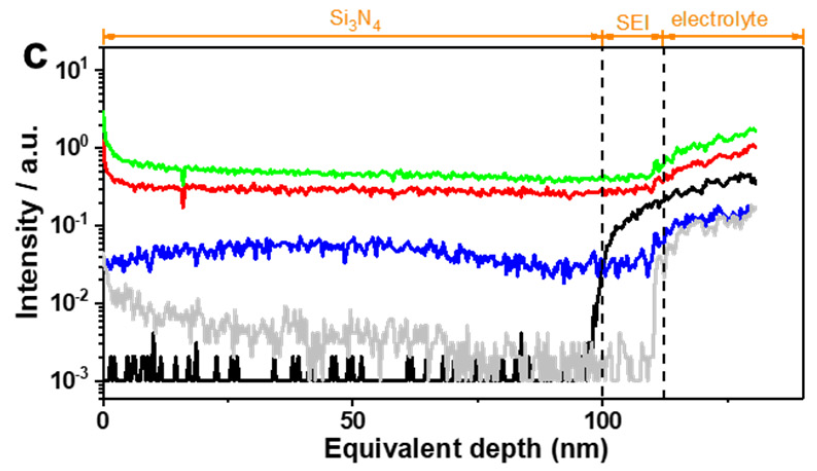 Si₃N₄ SEI electrolyte
c
10¹
10⁰
10⁻¹
10⁻²
10⁻³
Intensity / a.u.
0 50 100
Equivalent depth (nm)